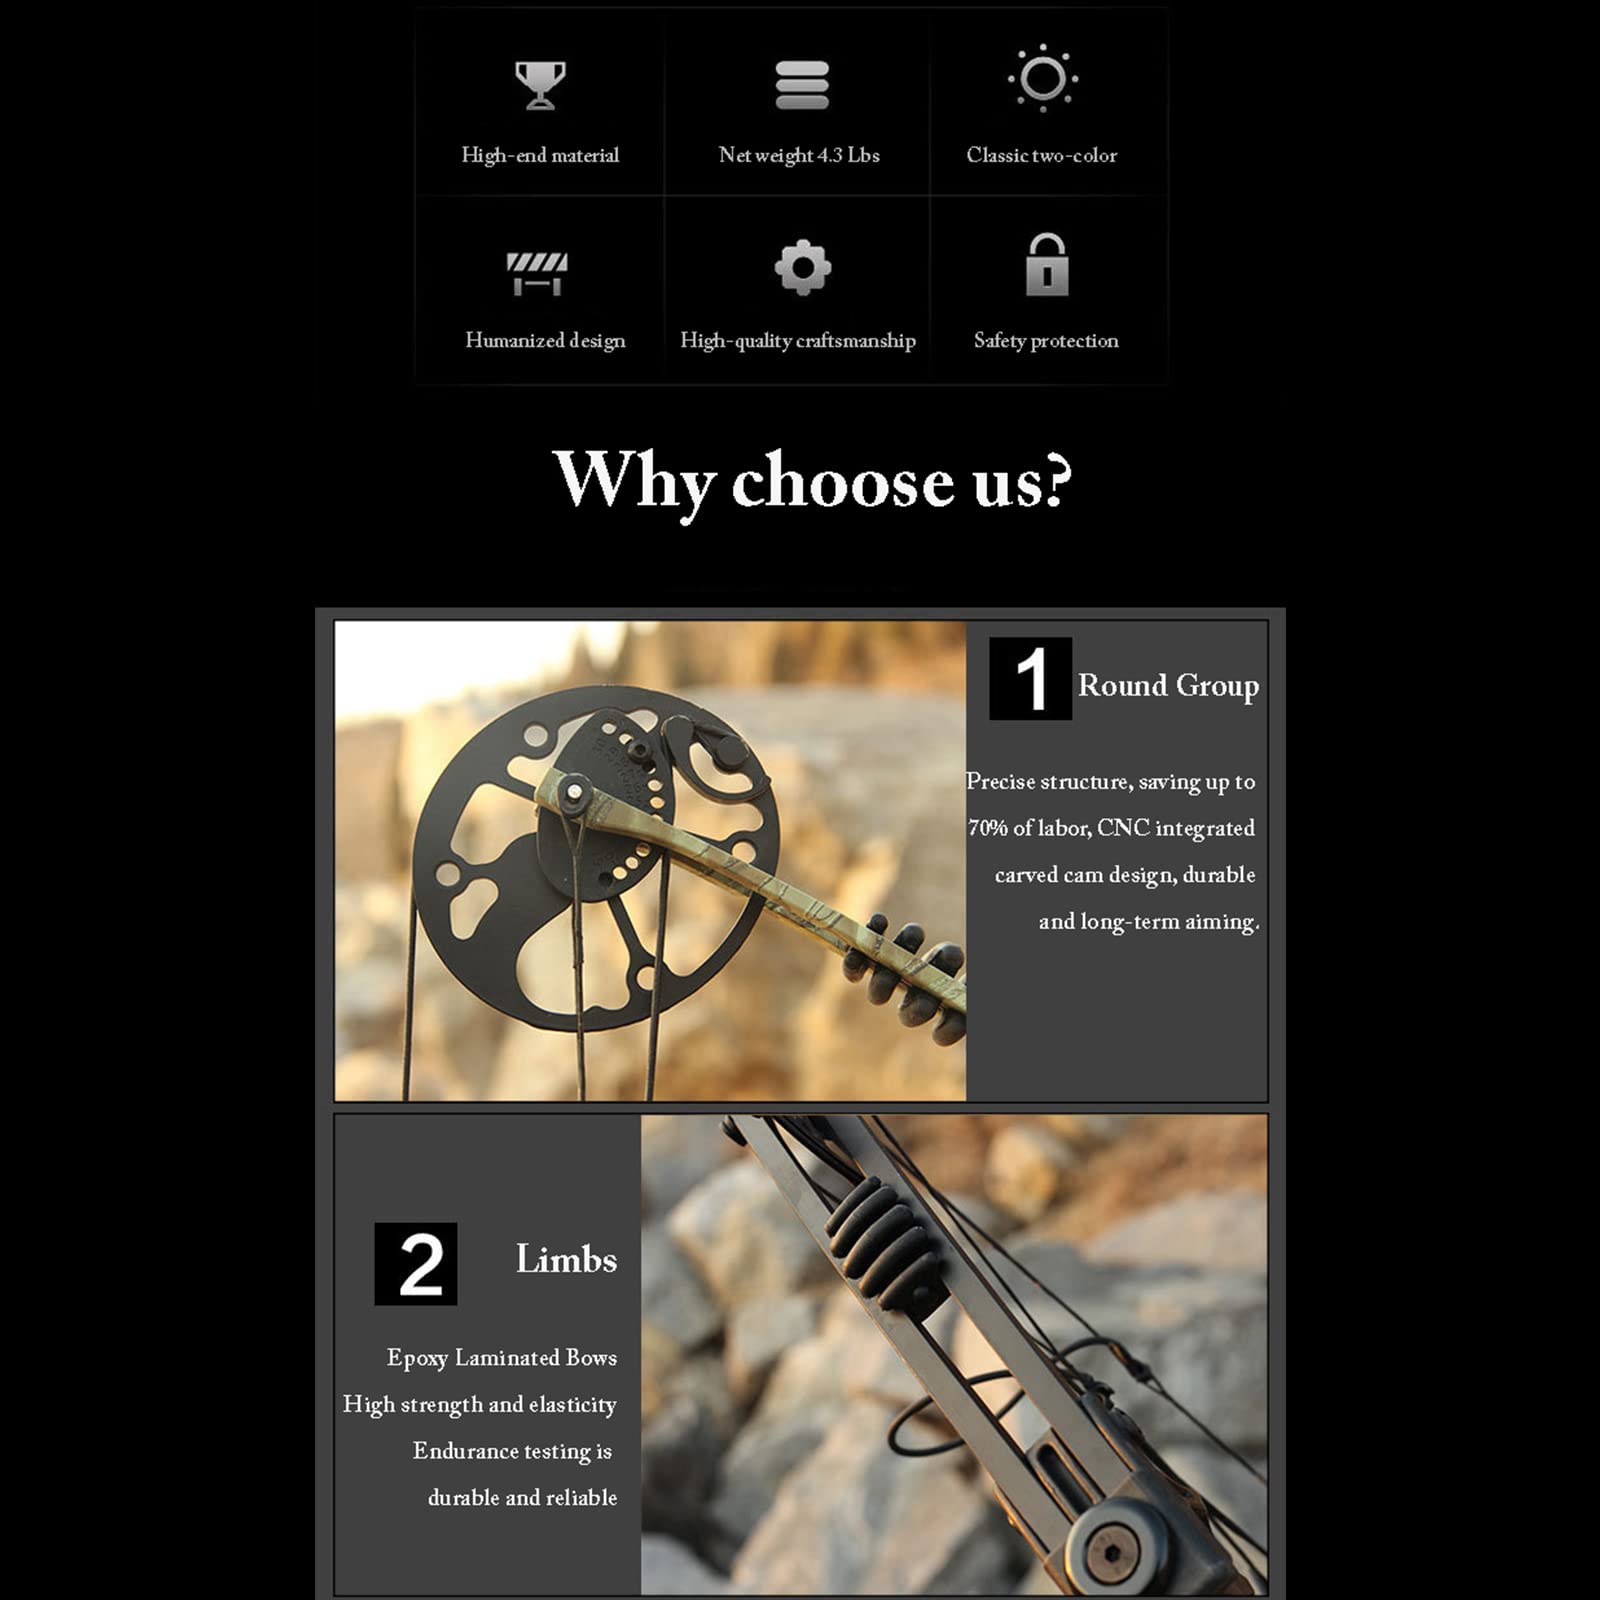 High-end material
Net weight 4.3 Lbs
Classic two-color
Humanized design
High-quality craftsmanship
Safety protection
Why choose us?
1
Round Group
Precise structure, saving up to
70% of labor, CNC integrated
carved cam design, durable
and long-term aiming.
2
Limbs
Epoxy Laminated Bows
High strength and elasticity
Endurance testing is
durable and reliable